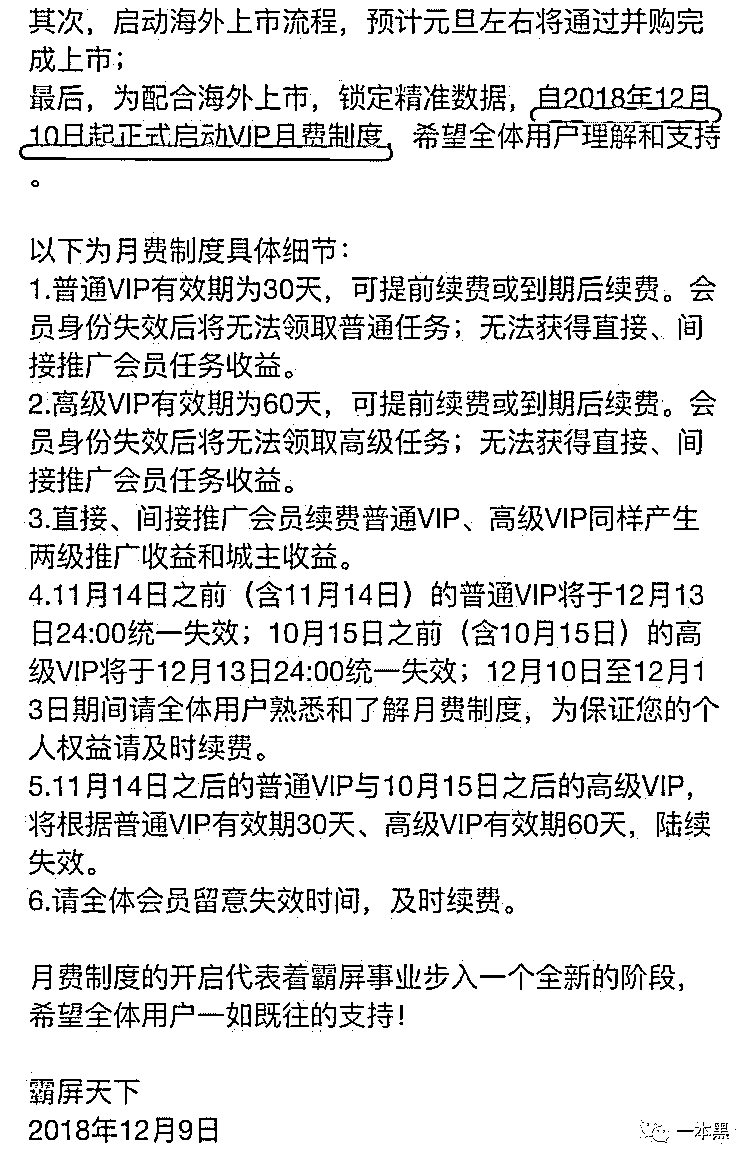 其次，启动海外上市流程，预计元旦左右将通过并购完
成上市；
最后，为配合海外上市，锁定精准数据，自2018年12月
10日起正式启动VIP月费制度，希望全体用户理解和支持
。
以下为月费制度具体细节：
1.普通VIP有效期为30天，可提前续费或到期后续费。会
员身份失效后将无法领取普通任务；无法获得直接、间
接推广会员任务收益。
2.高级VIP有效期为60天，可提前续费或到期后续费。会
员身份失效后将无法领取高级任务；无法获得直接、间
接推广会员任务收益。
3.直接、间接推广会员续费普通VIP、高级VIP同样产生
两级推广收益和城主收益。
4.11月14日之前（含11月14日）的普通VIP将于12月13
日24:00统一失效；10月15日之前（含10月15日）的高
级VIP将于12月13日24:00统一失效；12月10日至12月1
3日期间请全体用户熟悉和了解月费制度，为保证您的个
人权益请及时续费。
5.11月14日之后的普通VIP与10月15日之后的高级VIP，
将根据普通VIP有效期30天、高级VIP有效期60天，陆续
失效。
6.请全体会员留意失效时间，及时续费。
月费制度的开启代表着霸屏事业步入一个全新的阶段，
希望全体用户一如既往的支持！
霸屏天下
2018年12月9日
一本黑